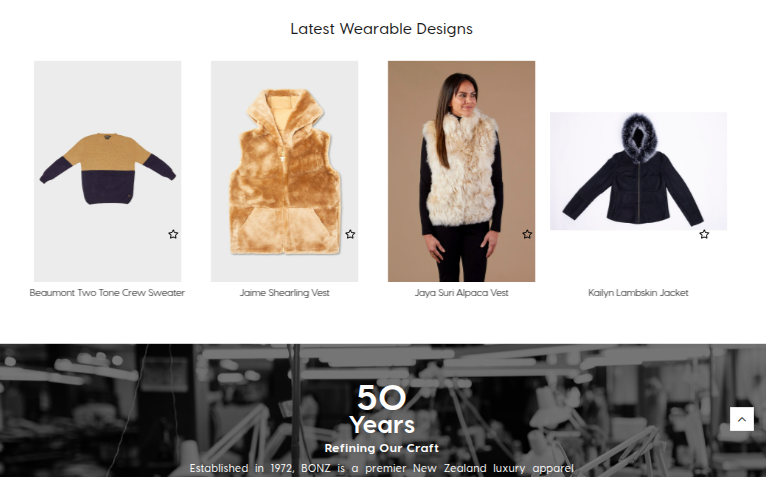 Latest Wearable Designs
Beaumont Two Tone Crew Sweater
Jaime Shearling Vest
Jaya Suri Alpaca Vest
Kailyn Lambskin Jacket
50
Years
Refining Our Craft
Established in 1972, BONZ is a premier New Zealand luxury apparel